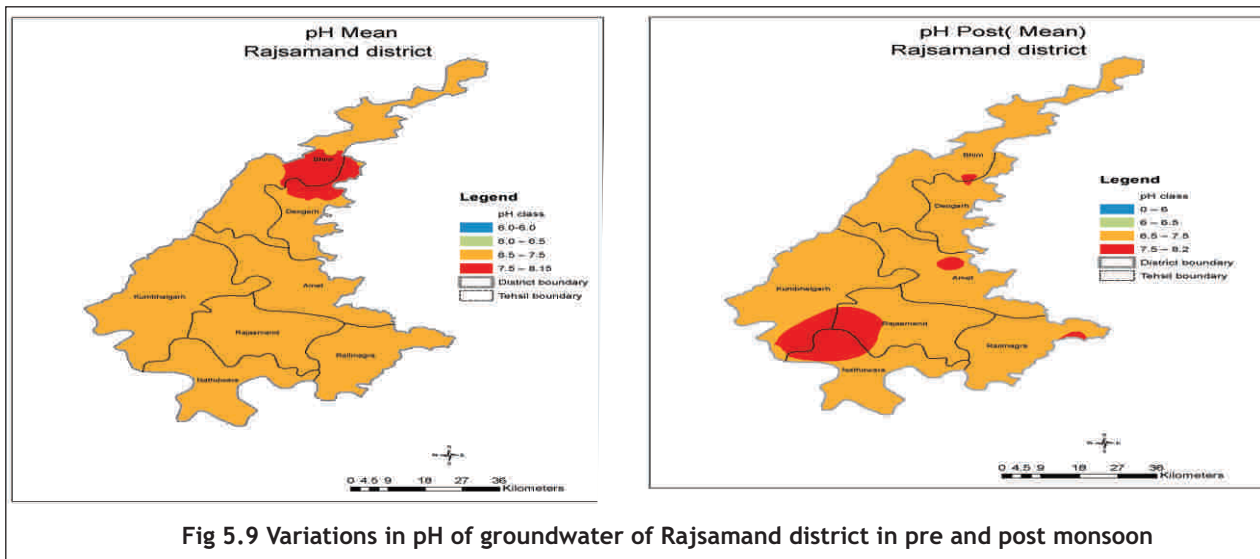 pH Mean
Rajsamand district
Bhim
Deogarh
Legend
pH class
6.0-6.0
6.0 – 6.5
6.5 – 7.5
7.5 – 8.15
District boundary
Tehsil boundary
Kumbhalgarh
Amet
Rajsamand
Railmagra
Nathdwara
0 4.5 9 18 27 36
Kilometers
pH Post( Mean)
Rajsamand district
Bhim
Deogarh
Legend
pH class
0 – 6
6 – 6.5
6.5 – 7.5
7.5 – 8.2
District boundary
Tehsil boundary
Amet
Kumbhalgarh
Rajsamand
Nathdwara
0 4.5 9 18 27 36
Kilometers
Fig 5.9 Variations in pH of groundwater of Rajsamand district in pre and post monsoon